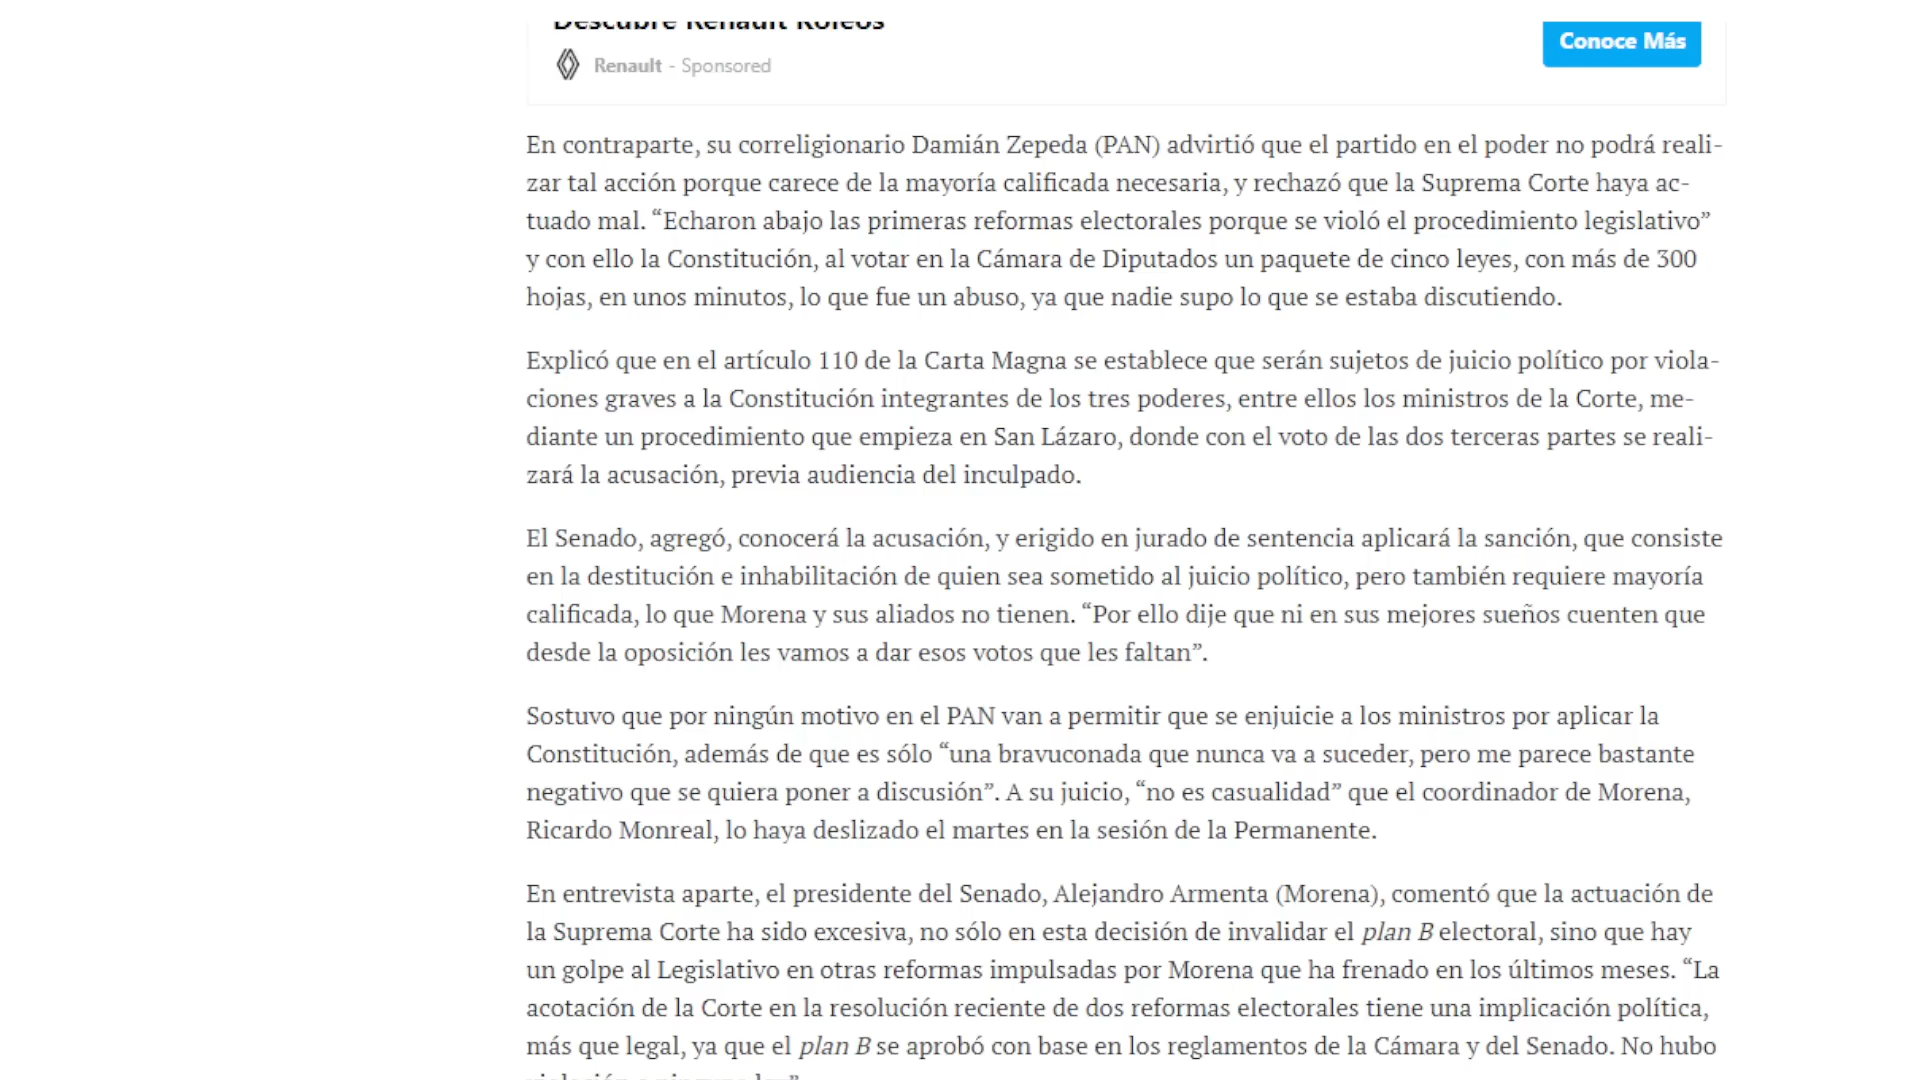 Descubre Renault Koleos
Conoce Más
Renault - Sponsored
En contraparte, su correligionario Damián Zepeda (PAN) advirtió que el partido en el poder no podrá reali-
zar tal acción porque carece de la mayoría calificada necesaria, y rechazó que la Suprema Corte haya ac-
tuado mal. “Echaron abajo las primeras reformas electorales porque se violó el procedimiento legislativo”
y con ello la Constitución, al votar en la Cámara de Diputados un paquete de cinco leyes, con más de 300
hojas, en unos minutos, lo que fue un abuso, ya que nadie supo lo que se estaba discutiendo.
Explicó que en el artículo 110 de la Carta Magna se establece que serán sujetos de juicio político por viola-
ciones graves a la Constitución integrantes de los tres poderes, entre ellos los ministros de la Corte, me-
diante un procedimiento que empieza en San Lázaro, donde con el voto de las dos terceras partes se reali-
zará la acusación, previa audiencia del inculpado.
El Senado, agregó, conocerá la acusación, y erigido en jurado de sentencia aplicará la sanción, que consiste
en la destitución e inhabilitación de quien sea sometido al juicio político, pero también requiere mayoría
calificada, lo que Morena y sus aliados no tienen. “Por ello dije que ni en sus mejores sueños cuenten que
desde la oposición les vamos a dar esos votos que les faltan”.
Sostuvo que por ningún motivo en el PAN van a permitir que se enjuicie a los ministros por aplicar la
Constitución, además de que es sólo “una bravuconada que nunca va a suceder, pero me parece bastante
negativo que se quiera poner a discusión”. A su juicio, “no es casualidad” que el coordinador de Morena,
Ricardo Monreal, lo haya deslizado el martes en la sesión de la Permanente.
En entrevista aparte, el presidente del Senado, Alejandro Armenta (Morena), comentó que la actuación de
la Suprema Corte ha sido excesiva, no sólo en esta decisión de invalidar el plan B electoral, sino que hay
un golpe al Legislativo en otras reformas impulsadas por Morena que ha frenado en los últimos meses. “La
acotación de la Corte en la resolución reciente de dos reformas electorales tiene una implicación política,
más que legal, ya que el plan B se aprobó con base en los reglamentos de la Cámara y del Senado. No hubo